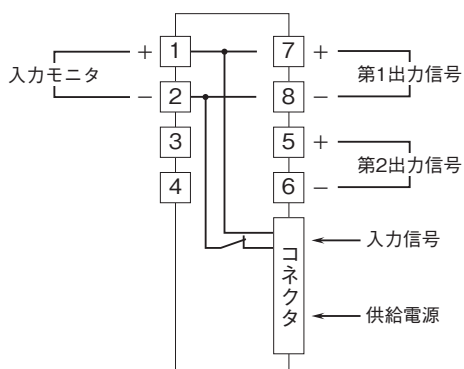 入力モニタ
+ 1
− 2
3
4
7 +
8 −
第1出力信号
5 +
6 −
第2出力信号
コネクタ
入力信号
供給電源